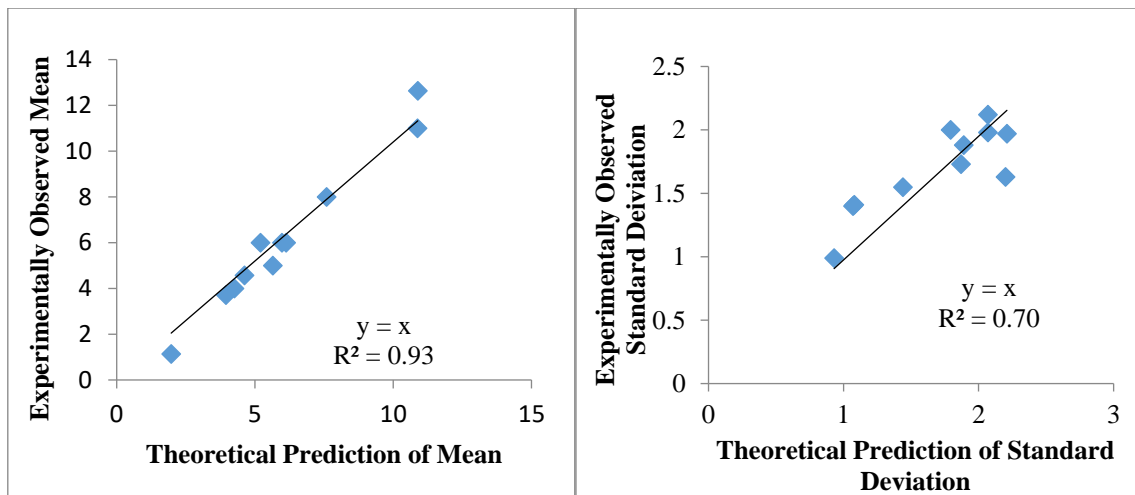 Experimentally Observed Mean
14
12
10
8
6
4
2
0
0 5 10 15
y = x
R² = 0.93
Theoretical Prediction of Mean
Experimentally Observed
Standard Deiviation
2.5
2
1.5
1
0.5
0
0 1 2 3
y = x
R² = 0.70
Theoretical Prediction of Standard
Deviation